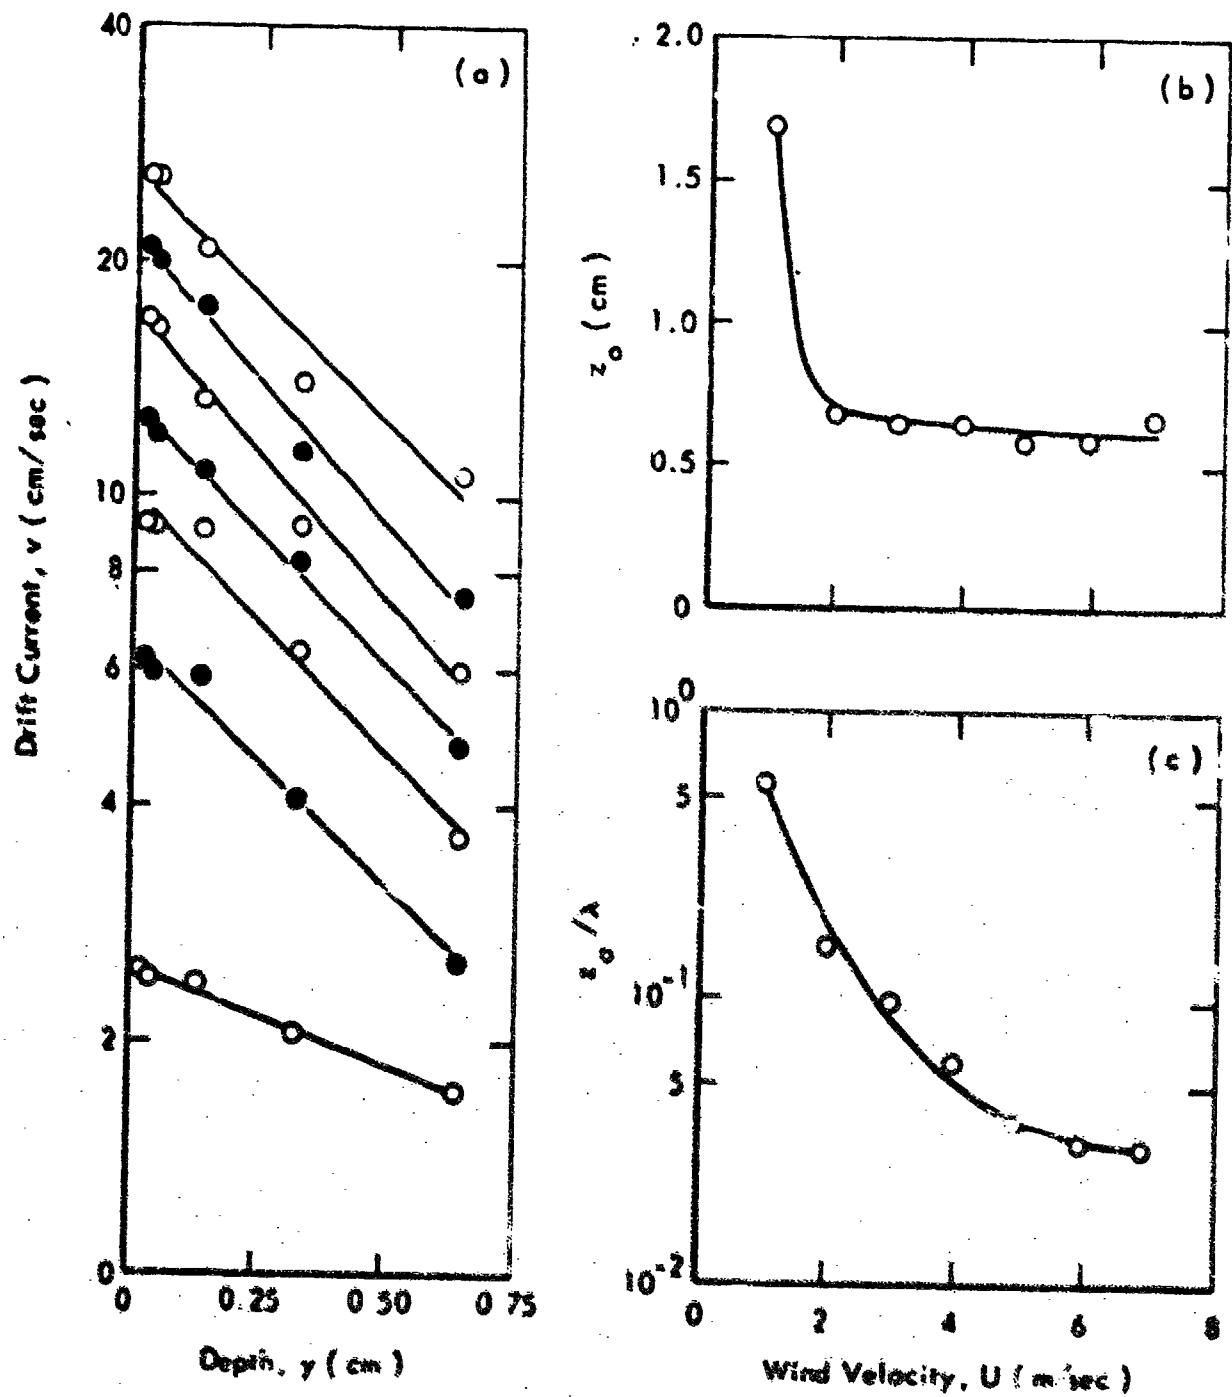 (a)
40
20
10
8
6
4
2
0
Drift Current, v (cm/sec)
0 0.25 0 50 0 75
Depth, y (cm)
(b)
2.0
1.5
1.0
0.5
0
z₀ (cm)
(c)
10⁰
5
10⁻¹
5
10⁻²
z₀/λ
0 2 4 6 8
Wind Velocity, U (m/sec)